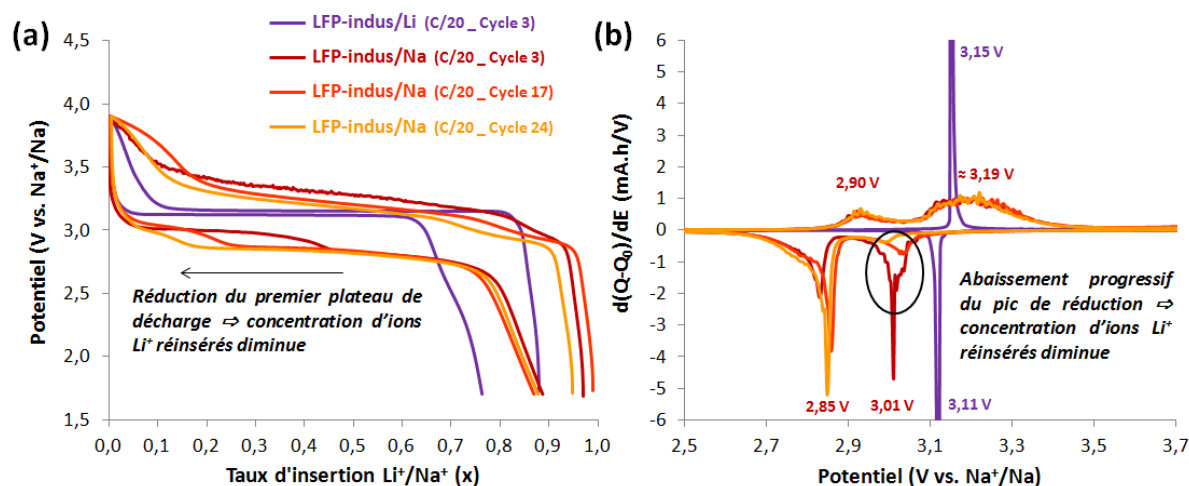 (a)
LFP-indus/Li (C/20 _ Cycle 3)
LFP-indus/Na (C/20 _ Cycle 3)
LFP-indus/Na (C/20 _ Cycle 17)
LFP-indus/Na (C/20 _ Cycle 24)
4,5
4,0
3,5
3,0
2,5
2,0
1,5
Potentiel (V vs. Na⁺/Na)
Réduction du premier plateau de
décharge ⇨ concentration d'ions
Li⁺ réinsérés diminue
0,0 0,1 0,2 0,3 0,4 0,5 0,6 0,7 0,8 0,9 1,0
Taux d'insertion Li⁺/Na⁺ (x)
(b)
6
5
4
3
2
1
0
-1
-2
-3
-4
-5
-6
d(Q-Q₀)/dE (mA.h/V)
3,15 V
2,90 V
≈ 3,19 V
Abaissement progressif
du pic de réduction ⇨
concentration d'ions Li⁺
réinsérés diminue
2,85 V
3,01 V
3,11 V
2,5 2,7 2,9 3,1 3,3 3,5 3,7
Potentiel (V vs. Na⁺/Na)